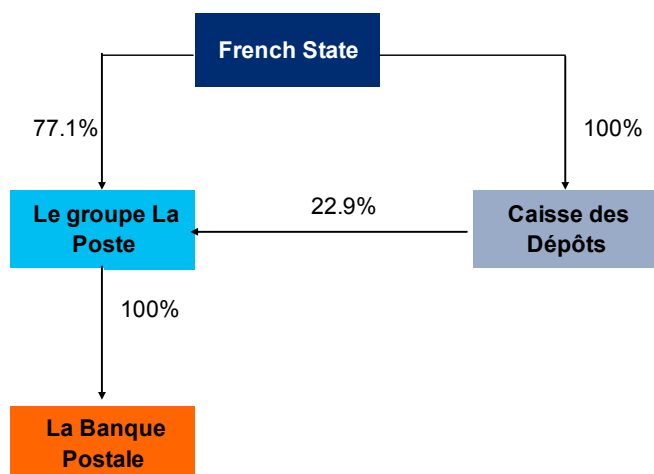 French State
77.1%
100%
Le groupe La
Poste
22.9%
Caisse des
Dépôts
100%
La Banque
Postale